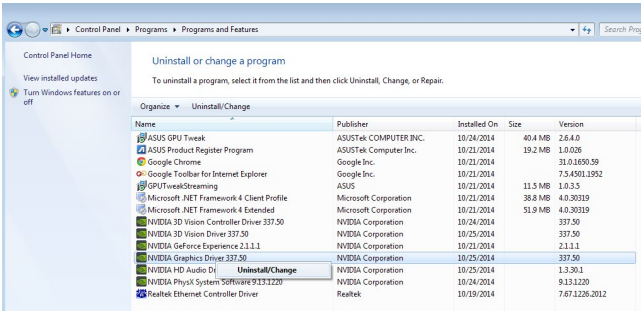 Control Panel Programs Programs and Features Search Prog
Control Panel Home
View installed updates
Turn Windows features on or
off
Uninstall or change a program
To uninstall a program, select it from the list and then click Uninstall, Change, or Repair.
Organize Uninstall/Change
Name Publisher Installed On Size Version
ASUS GPU Tweak ASUSTek COMPUTER INC. 10/24/2014 40.4 MB 2.6.4.0
ASUS Product Register Program ASUSTek Computer Inc. 10/21/2014 19.2 MB 1.0.026
Google Chrome Google Inc. 10/21/2014 31.0.1650.59
Google Toolbar for Internet Explorer Google Inc. 10/21/2014 7.5.4501.1952
GPUTweakStreaming ASUS 10/21/2014 11.5 MB 1.0.3.5
Microsoft .NET Framework 4 Client Profile Microsoft Corporation 10/21/2014 38.8 MB 4.0.30319
Microsoft .NET Framework 4 Extended Microsoft Corporation 10/21/2014 51.9 MB 4.0.30319
NVIDIA 3D Vision Controller Driver 337.50 NVIDIA Corporation 10/24/2014 337.50
NVIDIA 3D Vision Driver 337.50 NVIDIA Corporation 10/25/2014 337.50
NVIDIA GeForce Experience 2.1.1.1 NVIDIA Corporation 10/21/2014 2.1.1.1
NVIDIA Graphics Driver 337.50 NVIDIA Corporation 10/25/2014 337.50
NVIDIA HD Audio Dr Uninstall/Change NVIDIA Corporation 10/25/2014 1.3.30.1
NVIDIA PhysX System Software 9.13.1220 NVIDIA Corporation 10/24/2014 9.13.1220
Realtek Ethernet Controller Driver Realtek 10/19/2014 7.67.1226.2012